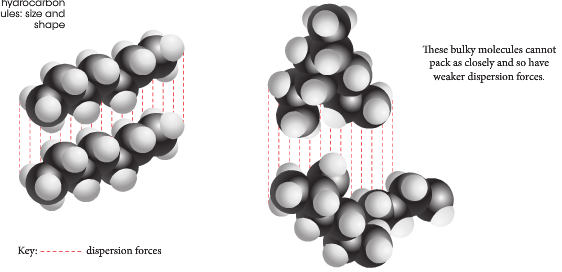 hydrocarbon
ules: size and
shape
These bulky molecules cannot
pack as closely and so have
weaker dispersion forces.
Key: -------- dispersion forces